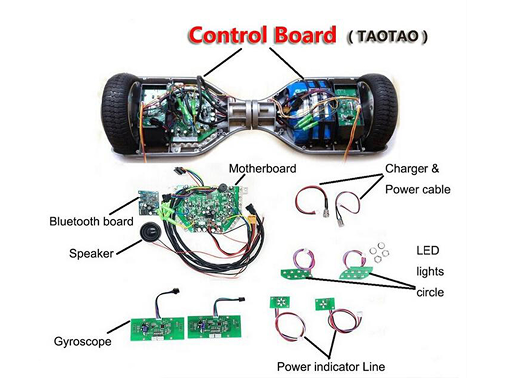 Control Board ( TAOTAO )
Motherboard
Charger &
Power cable
Bluetooth board
Speaker
LED
lights
circle
Gyroscope
Power indicator Line